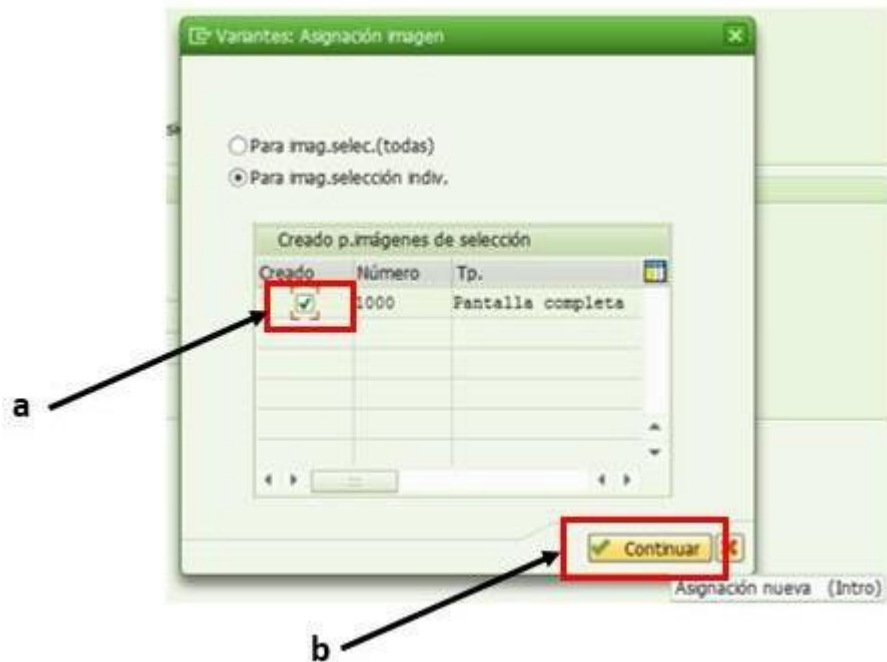 Variantes: Asignación imagen
Para imag.selec.(todas)
Para imag.selección indiv.
Creado p.imágenes de selección
Creado Número Tp.
1000 Pantalla completa
a
Continuar
Asignación nueva (Intro)
b